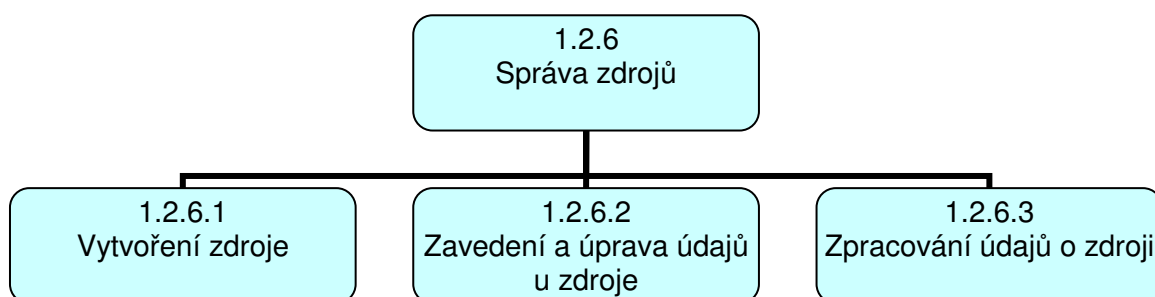 1.2.6
Správa zdrojů
1.2.6.1
Vytvoření zdroje
1.2.6.2
Zavedení a úprava údajů
u zdroje
1.2.6.3
Zpracování údajů o zdroji